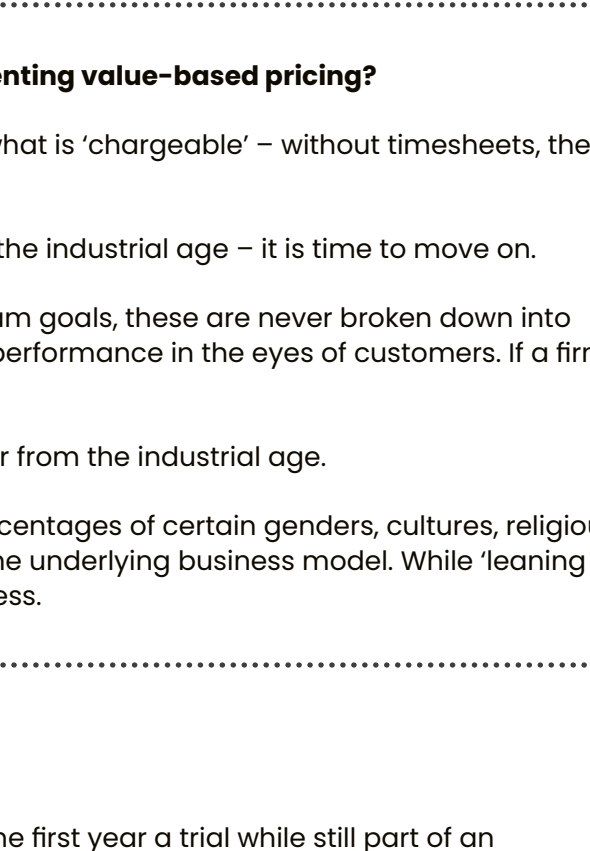 enting value-based pricing?
what is ‘chargeable’ – without timesheets, the
the industrial age – it is time to move on.
am goals, these are never broken down into
performance in the eyes of customers. If a firm
r from the industrial age.
centages of certain genders, cultures, religiou
he underlying business model. While ‘leaning
ess.
he first year a trial while still part of an